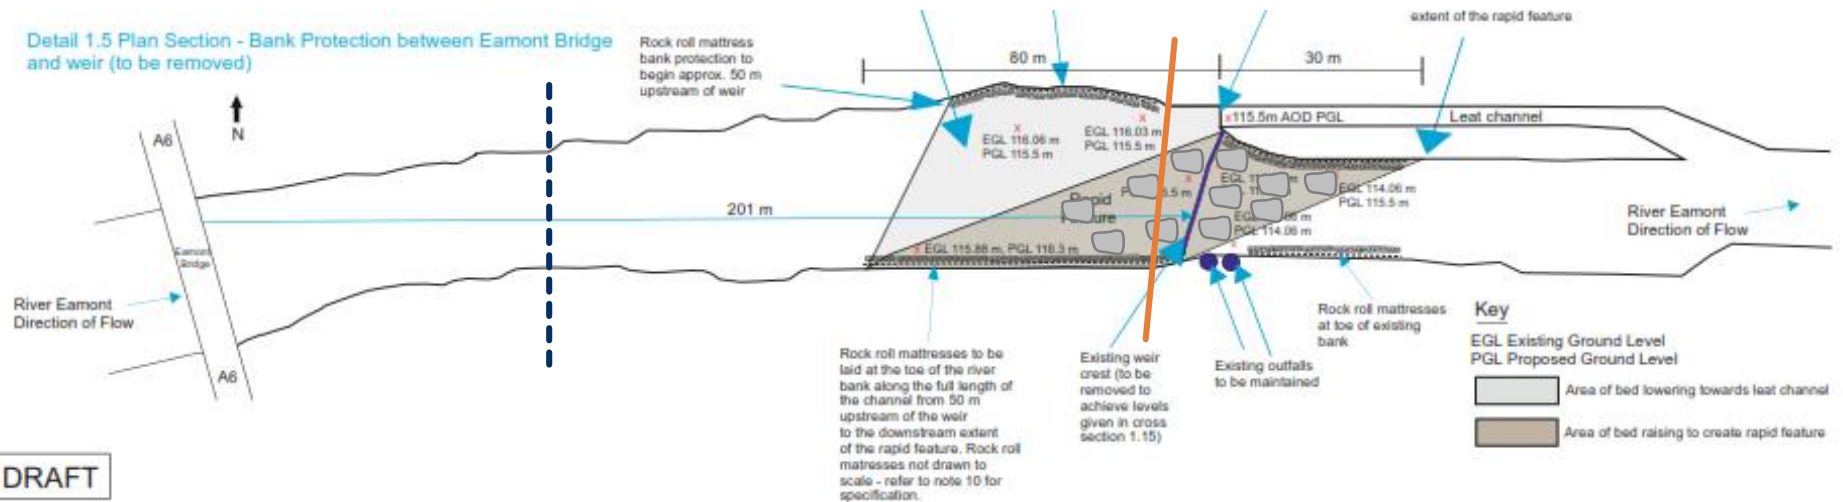 extent of the rapid feature
Detail 1.5 Plan Section - Bank Protection between Eamont Bridge
and weir (to be removed)
Rock roll mattress
bank protection to
begin approx. 50 m
upstream of weir
80 m
30 m
N
A6
x115.5m AOD PGL
Leat channel
x
EGL 116.06 m
PGL 115.5 m
x
EGL 116.03 m
PGL 115.5 m
x
5.5 m
EGL
EGL 114.06 m
PGL 115.5 m
Rapid
201 m
PGL 114.06 m
x EGL 115.88 m, PGL 116.3 m
Eamont
Bridge
River Eamont
Direction of Flow
River Eamont
Direction of Flow
A6
Rock roll mattresses to be
laid at the toe of the river
bank along the full length of
the channel from 50 m
upstream of the weir
to the downstream extent
of the rapid feature. Rock roll
matresses not drawn to
scale - refer to note 10 for
specification.
Existing weir
crest (to be
removed to
achieve levels
given in cross
section 1.15)
Existing outfalls
to be maintained
Rock roll mattresses
at toe of existing
bank
Key
EGL Existing Ground Level
PGL Proposed Ground Level
Area of bed lowering towards leat channel
Area of bed raising to create rapid feature
DRAFT